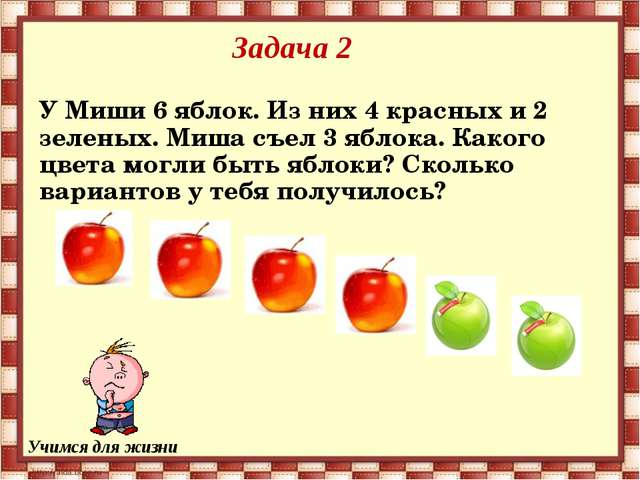 Задача 2
У Миши 6 яблок. Из них 4 красных и 2
зеленых. Миша съел 3 яблока. Какого
цвета могли быть яблоки? Сколько
вариантов у тебя получилось?
Учимся для жизни